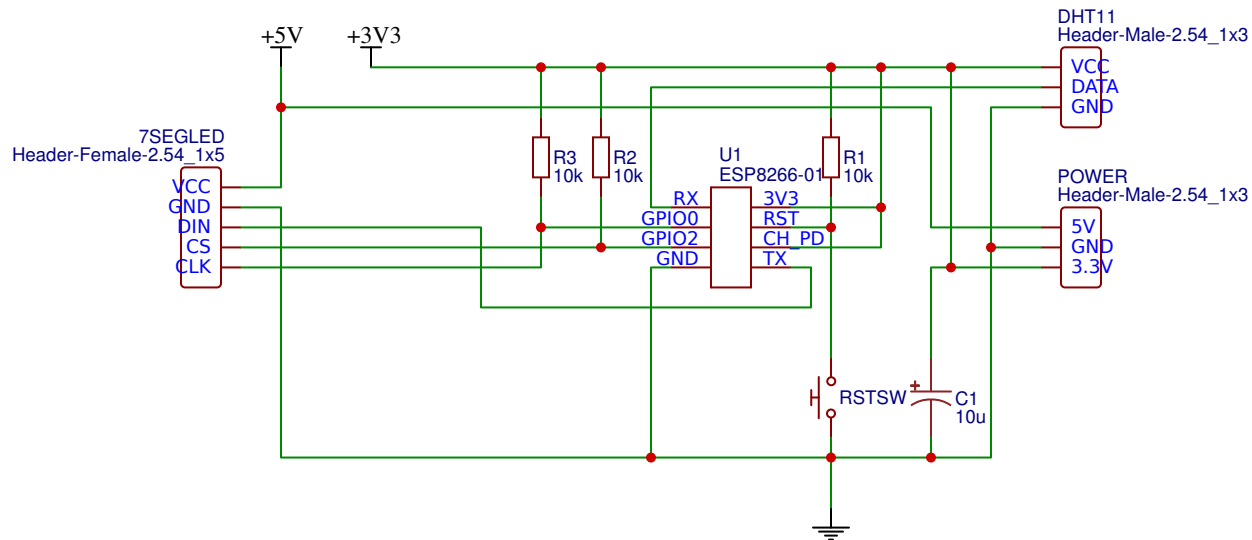 +5V
+3V3
DHT11
Header-Male-2.54_1x3
VCC
DATA
GND
7SEGLED
Header-Female-2.54_1x5
VCC
GND
DIN
CS
CLK
R3
10k
R2
10k
U1
ESP8266-01
R1
10k
RX
GPIO0
GPIO2
GND
3V3
RST
CH_PD
TX
POWER
Header-Male-2.54_1x3
5V
GND
3.3V
RSTSW
+
C1
10u